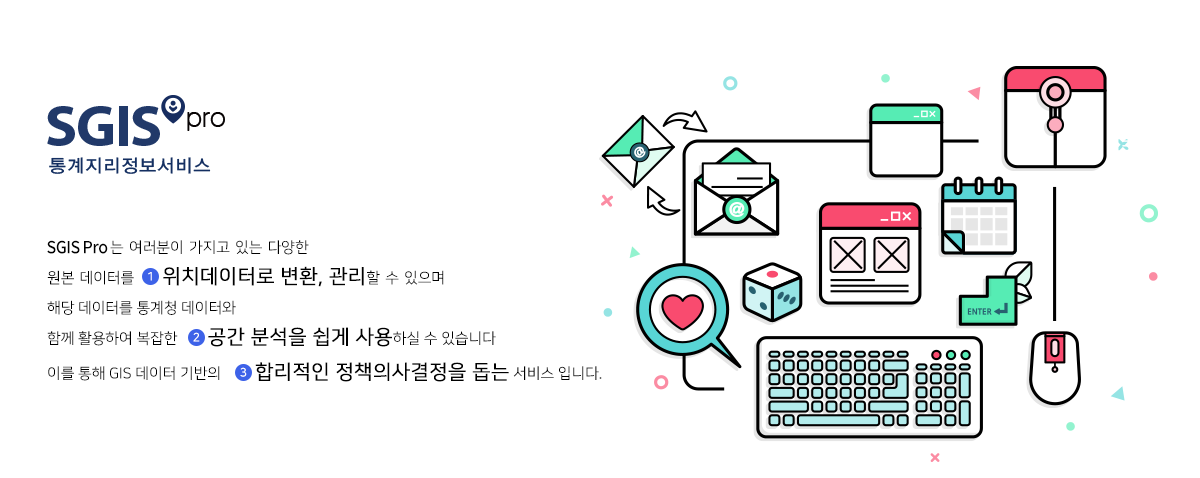 SGIS pro
통계지리정보서비스
SGIS Pro는 여러분이 가지고 있는 다양한
원본 데이터를 1 위치데이터로 변환, 관리할 수 있으며
해당 데이터를 통계청 데이터와
함께 활용하여 복잡한 2 공간 분석을 쉽게 사용하실 수 있습니다
이를 통해 GIS 데이터 기반의 3 합리적인 정책의사결정을 돕는 서비스 입니다.
@
@
ENTER